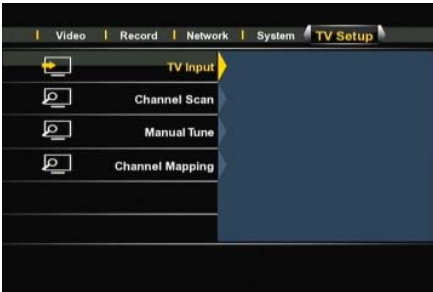 Video Record Network System TV Setup
TV Input
Channel Scan
Manual Tune
Channel Mapping